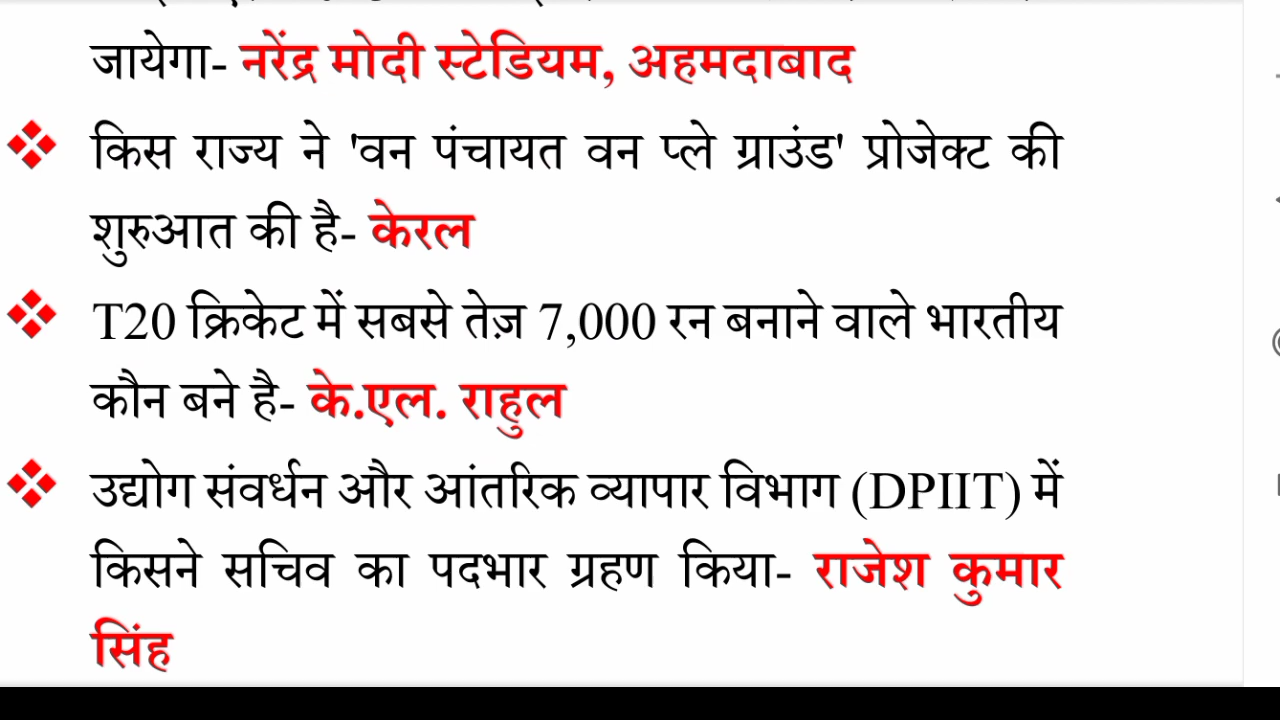 जायेगा- नरेंद्र मोदी स्टेडियम, अहमदाबाद
किस राज्य ने 'वन पंचायत वन प्ले ग्राउंड' प्रोजेक्ट की
शुरुआत की है- केरल
T20 क्रिकेट में सबसे तेज़ 7,000 रन बनाने वाले भारतीय
कौन बने है- के.एल. राहुल
उद्योग संवर्धन और आंतरिक व्यापार विभाग (DPIIT) में
किसने सचिव का पदभार ग्रहण किया- राजेश कुमार
सिंह